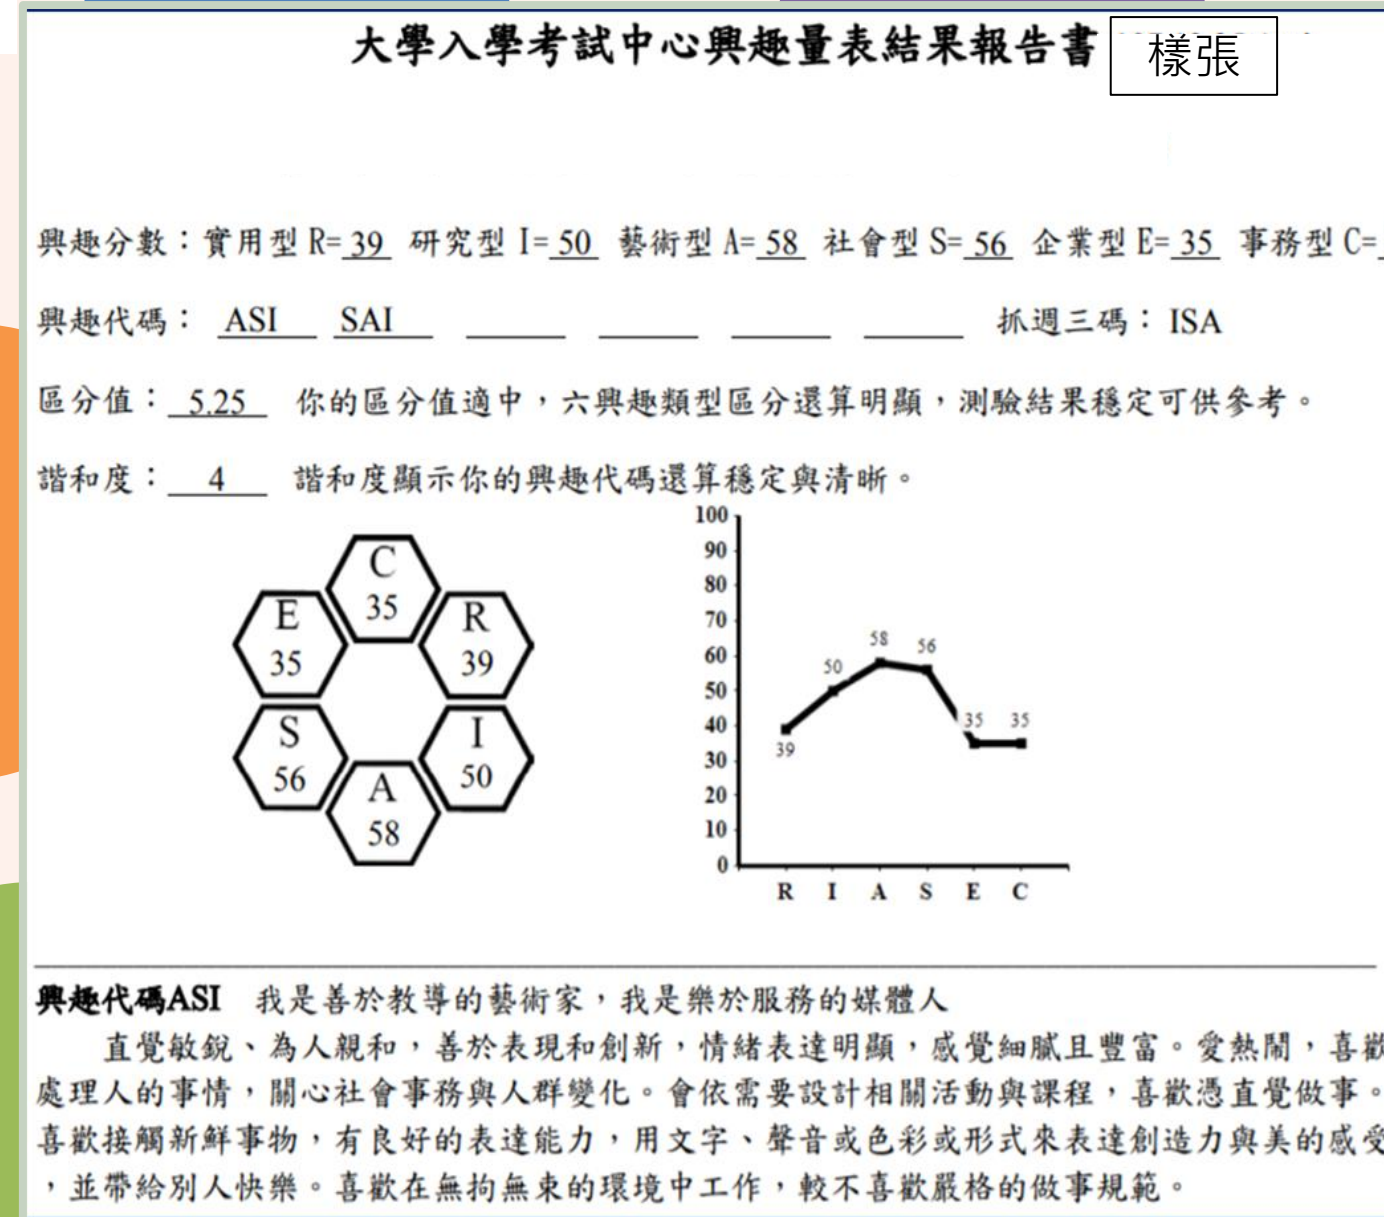 大學入學考試中心興趣量表結果報告書
樣張
興趣分數：實用型 R= 39 研究型 I= 50 藝術型 A= 58 社會型 S= 56 企業型 E= 35 事務型 C=
興趣代碼： ASI SAI 抓週三碼： ISA
區分值： 5.25 你的區分值適中，六興趣類型區分還算明顯，測驗結果穩定可供參考。
諧和度： 4 諧和度顯示你的興趣代碼還算穩定與清晰。
C
35
E
35
R
39
S
56
I
50
A
58
100
90
80
70
60
50
40
30
20
10
0
39
50
58
56
35
35
R I A S E C
興趣代碼ASI 我是善於教導的藝術家，我是樂於服務的媒體人
直覺敏銳、為人親和，善於表現和創新，情緒表達明顯，感覺細膩且豐富。愛熱鬧，喜歡
處理人的事情，關心社會事務與人群變化。會依需要設計相關活動與課程，喜歡憑直覺做事。
喜歡接觸新鮮事物，有良好的表達能力，用文字、聲音或色彩或形式來表達創造力與美的感受
，並帶給別人快樂。喜歡在無拘無束的環境中工作，較不喜歡嚴格的做事規範。